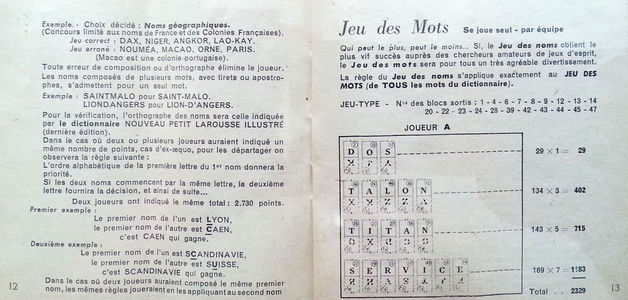 Exemple. - Choix décidé : Noms géographiques.
(Concours limité aux noms de France et des Colonies Françaises).
Jeu correct : DAX, NIGER, ANGKOR, LAO-KAY.
Jeu erroné : NOUMÉA, MACAO, ORNE, PARIS.
(Macao est une colonie portugaise).
Toute erreur de composition ou d'orthographe élimine le joueur.
Les noms composés de plusieurs mots, avec tirets ou apostro-
phes, s'admettent pour un seul mot.
Exemple : SAINTMALO pour SAINT-MALO.
LIONDANGERS pour LION-D'ANGERS.
Pour la vérification, l'orthographe des noms sera celle indiquée
par le dictionnaire NOUVEAU PETIT LAROUSSE ILLUSTRÉ
(dernière édition).
Dans le cas où deux ou plusieurs joueurs auraient indiqué un
même nombre de points, cas d'ex-æquo, pour les départager on
observera la règle suivante :
L'ordre alphabétique de la première lettre du 1er nom donnera la
priorité.
Si les deux noms commencent par la même lettre, la deuxième
lettre fournira la décision, et ainsi de suite...
Deux joueurs ont indiqué le même total : 2.730 points.
Premier exemple :
Le premier nom de l'un est LYON,
le premier nom de l'autre est CAEN,
c'est CAEN qui gagne.
Deuxième exemple :
Le premier nom de l'un est SCANDINAVIE,
le premier nom de l'autre est SUISSE,
c'est SCANDINAVIE qui gagne.
Dans le cas où deux joueurs auraient composé le même premier
nom, les mêmes règles joueraient en les appliquant au second nom
12
Jeu des Mots Se joue seul - par équipe
Qui peut le plus, peut le moins... Si, le Jeu des noms obtient le
plus vif succès auprès des chercheurs amateurs de jeux d'esprit,
le Jeu des mots sera pour tous un très agréable divertissement.
La règle du Jeu des noms s'applique exactement au JEU DES
MOTS (de TOUS les mots du dictionnaire).
JEU-TYPE - Nos des blocs sortis : 1 - 4 - 6 - 7 - 8 - 9 - 12 - 13 - 14
20 - 22 - 24 - 28 - 29 - 39 - 42 - 43 - 44 - 45 - 47
JOUEUR A
DOS 29 × 1 = 29
TALON 134 × 3 = 402
TITAN 143 × 5 = 715
SERVICE 169 × 7 = 1183
Total .. 2329
13